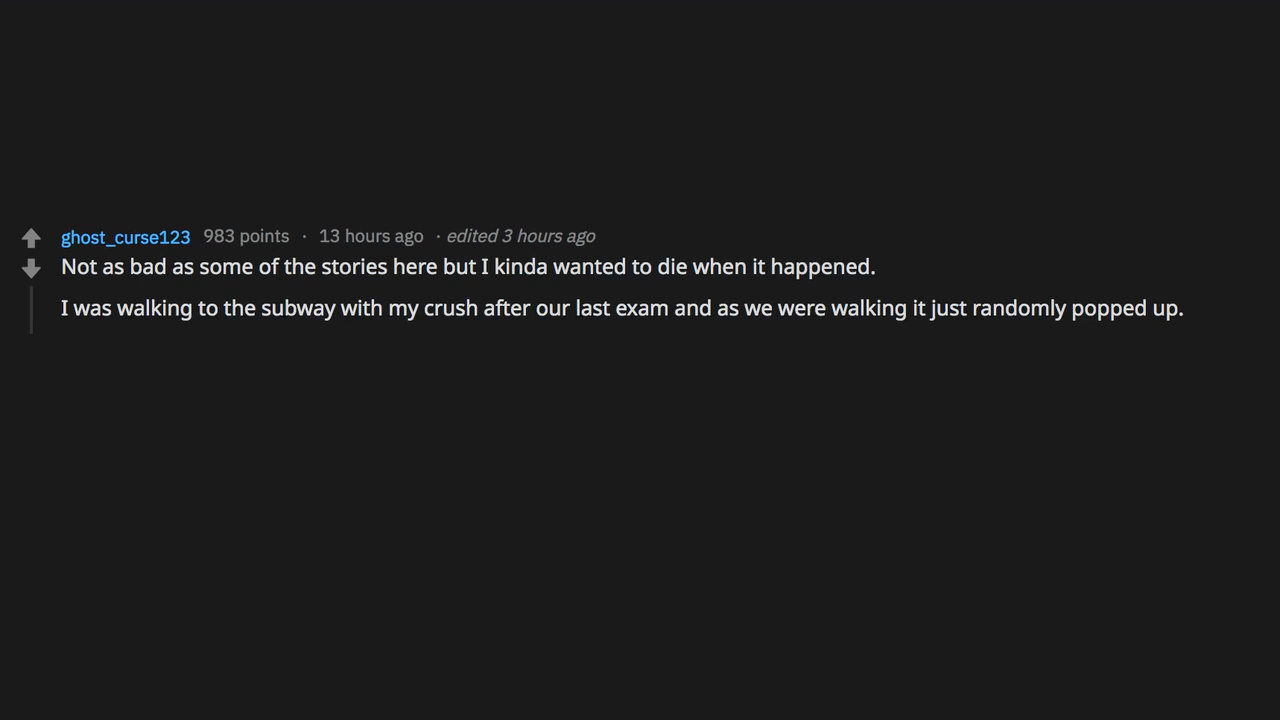 ghost_curse123 983 points · 13 hours ago · edited 3 hours ago
Not as bad as some of the stories here but I kinda wanted to die when it happened.
I was walking to the subway with my crush after our last exam and as we were walking it just randomly popped up.